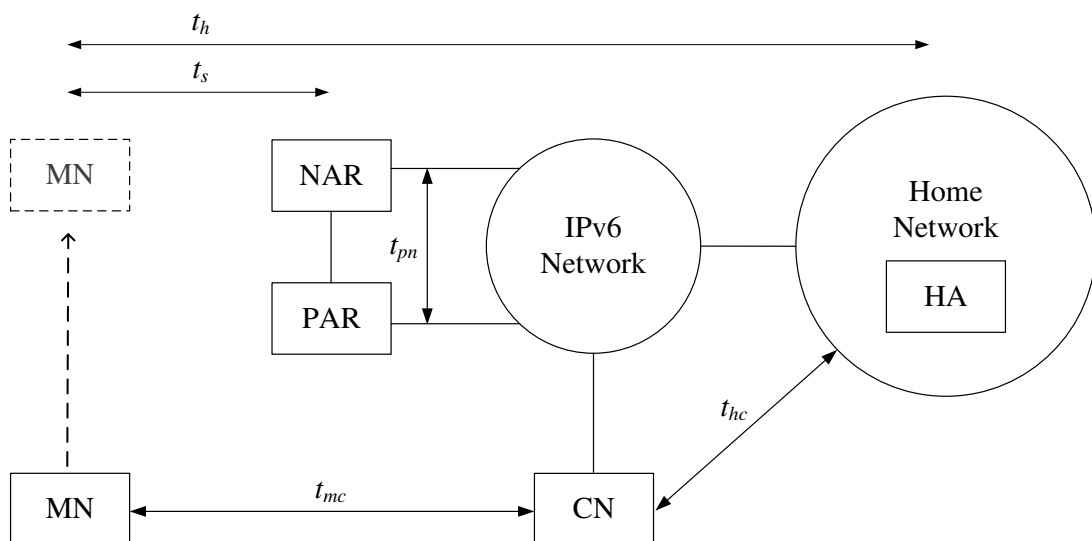 t_h
t_s
MN
NAR
t_pn
PAR
IPv6
Network
Home
Network
HA
t_hc
MN
t_mc
CN